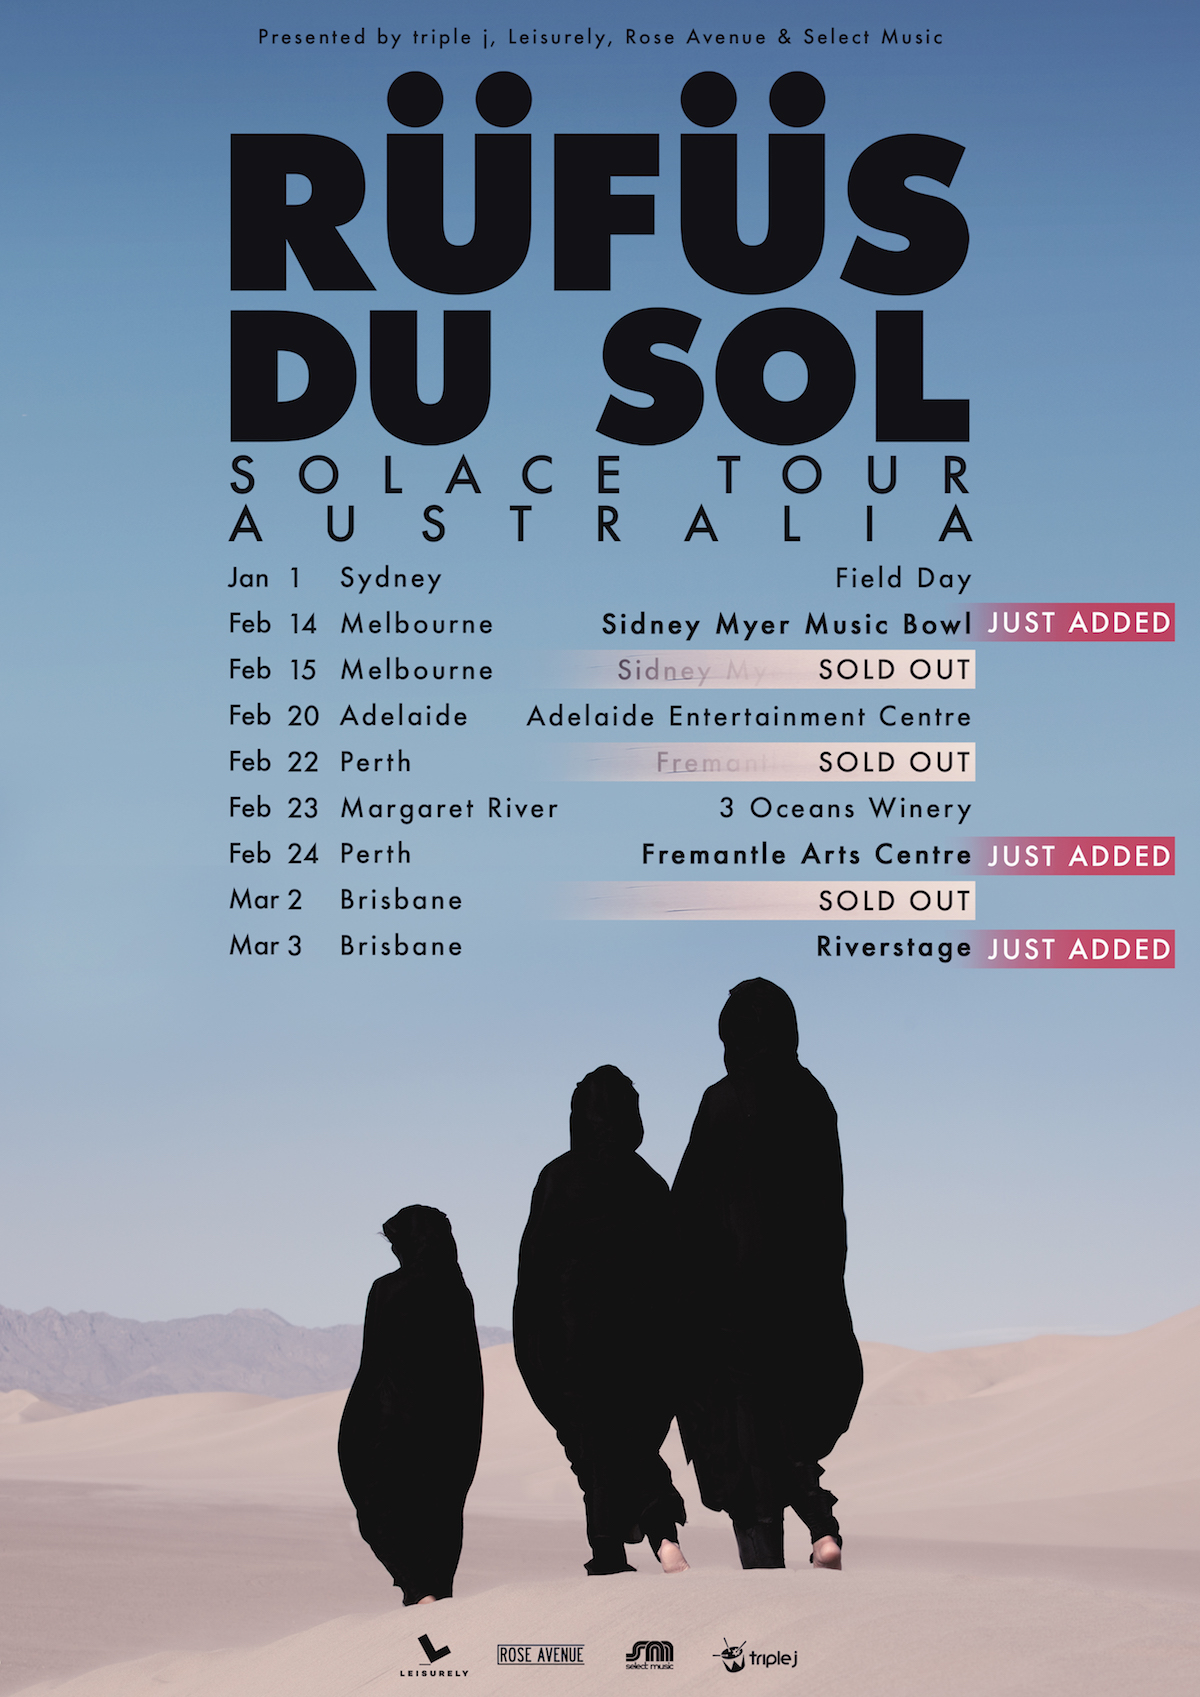 Presented by triple j, Leisurely, Rose Avenue & Select Music
RÜFÜS
DU SOL
SOLACE TOUR
AUSTRALIA
Jan 1 Sydney Field Day
Feb 14 Melbourne Sidney Myer Music Bowl JUST ADDED
Feb 15 Melbourne Sidney My SOLD OUT
Feb 20 Adelaide Adelaide Entertainment Centre
Feb 22 Perth Fremantl SOLD OUT
Feb 23 Margaret River 3 Oceans Winery
Feb 24 Perth Fremantle Arts Centre JUST ADDED
Mar 2 Brisbane SOLD OUT
Mar 3 Brisbane Riverstage JUST ADDED
LEISURELY
ROSE AVENUE
sm
select music
triple j